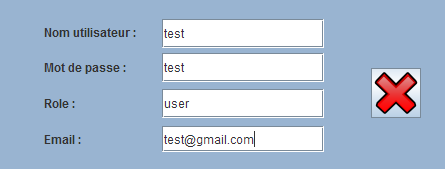 Nom utilisateur : test
Mot de passe : test
Role : user
Email : test@gmail.com